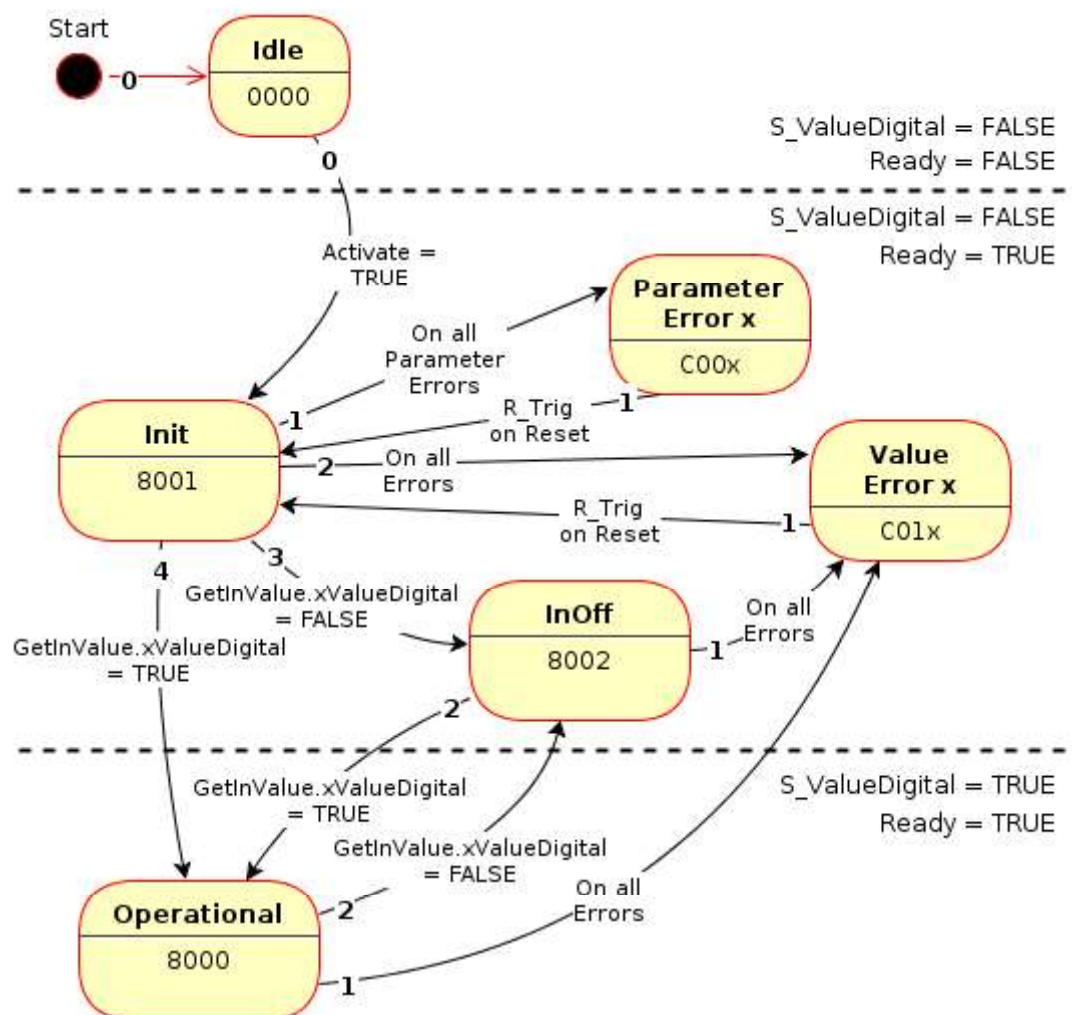 Start
0
Idle
0000
0
S_ValueDigital = FALSE
Ready = FALSE
S_ValueDigital = FALSE
Ready = TRUE
Activate =
TRUE
Parameter
Error x
C00x
On all
Parameter
Errors
1
1
R_Trig
on Reset
Init
8001
2
On all
Errors
Value
Error x
C01x
R_Trig
on Reset
1
3
4
GetInValue.xValueDigital
= FALSE
InOff
8002
On all
Errors
1
GetInValue.xValueDigital
= TRUE
2
S_ValueDigital = TRUE
Ready = TRUE
GetInValue.xValueDigital
= TRUE
GetInValue.xValueDigital
= FALSE
On all
Errors
Operational
8000
2
1